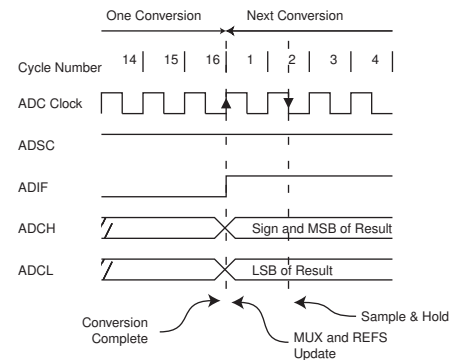 One Conversion Next Conversion
Cycle Number 14 15 16 1 2 3 4
ADC Clock
ADSC
ADIF
ADCH Sign and MSB of Result
ADCL LSB of Result
Conversion
Complete
MUX and REFS
Update
Sample & Hold